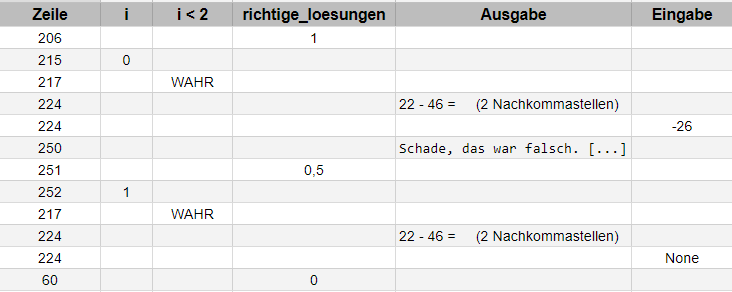 Zeile i i < 2 richtige_loesungen Ausgabe Eingabe
206 1
215 0
217 WAHR
224 22 - 46 = (2 Nachkommastellen)
224 -26
250 Schade, das war falsch. [...]
251 0,5
252 1
217 WAHR
224 22 - 46 = (2 Nachkommastellen)
224 None
60 0